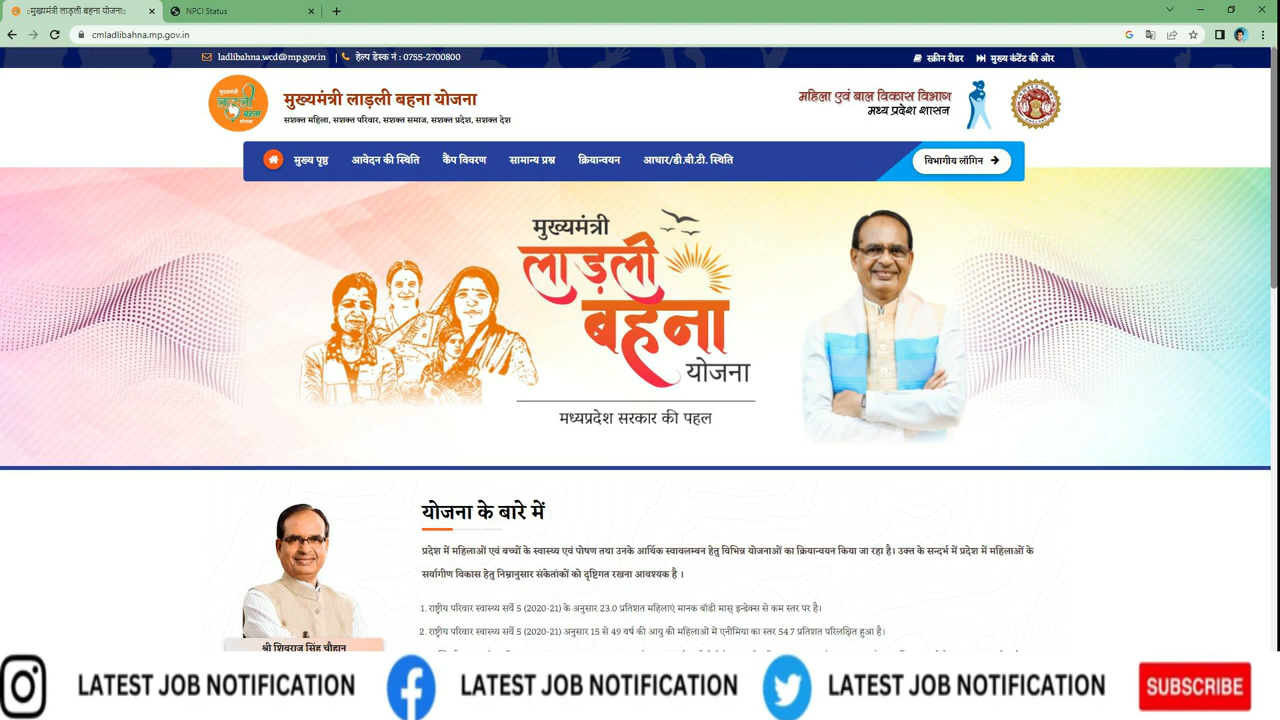 ::मुख्यमंत्री लाड़ली बहना योजना::
NPCI Status
cmladlibahna.mp.gov.in
ladlibahna.wcd@mp.gov.in | हेल्प डेस्क नं : 0755-2700800
स्क्रीन रीडर
मुख्य कंटेंट की ओर
मुख्यमंत्री लाड़ली बहना योजना
मुख्यमंत्री लाड़ली बहना योजना
सशक्त महिला, सशक्त परिवार, सशक्त समाज, सशक्त प्रदेश, सशक्त देश
महिला एवं बाल विकास विभाग
मध्य प्रदेश शासन
मुख्य पृष्ठ आवेदन की स्थिति कैंप विवरण सामान्य प्रश्न क्रियान्वयन आधार/डी.बी.टी. स्थिति
विभागीय लॉगिन
मुख्यमंत्री
लाड़ली
बहना
योजना
मध्यप्रदेश सरकार की पहल
योजना के बारे में
प्रदेश में महिलाओं एवं बच्चों के स्वास्थ्य एवं पोषण तथा उनके आर्थिक स्वावलम्बन हेतु विभिन्न योजनाओं का क्रियान्वयन किया जा रहा है। उक्त के सन्दर्भ में प्रदेश में महिलाओं के
सर्वागीण विकास हेतु निम्नानुसार संकेतांकों को दृष्टिगत रखना आवश्यक है ।
1. राष्ट्रीय परिवार स्वास्थ्य सर्वे 5 (2020-21) के अनुसार 23.0 प्रतिशत महिलाएं मानक बॉडी मास् इन्डेक्स से कम स्तर पर है।
2. राष्ट्रीय परिवार स्वास्थ्य सर्वे 5 (2020-21) अनुसार 15 से 49 वर्ष की आयु की महिलाओं में एनीमिया का स्तर 54.7 प्रतिशत परिलक्षित हुआ है।
श्री शिवराज सिंह चौहान
LATEST JOB NOTIFICATION
LATEST JOB NOTIFICATION
LATEST JOB NOTIFICATION
SUBSCRIBE